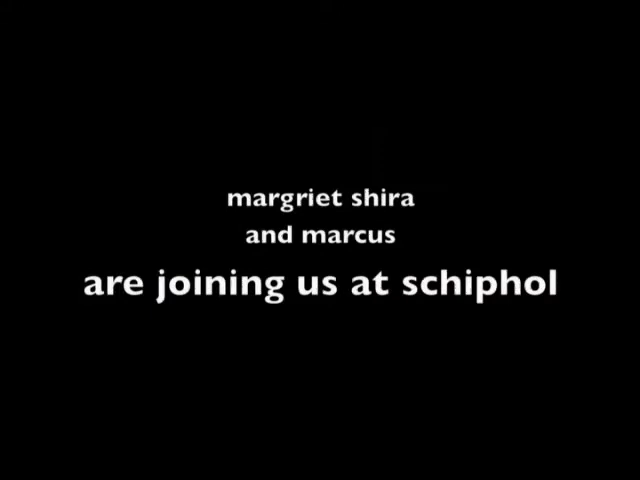 margriet shira
and marcus
are joining us at schiphol